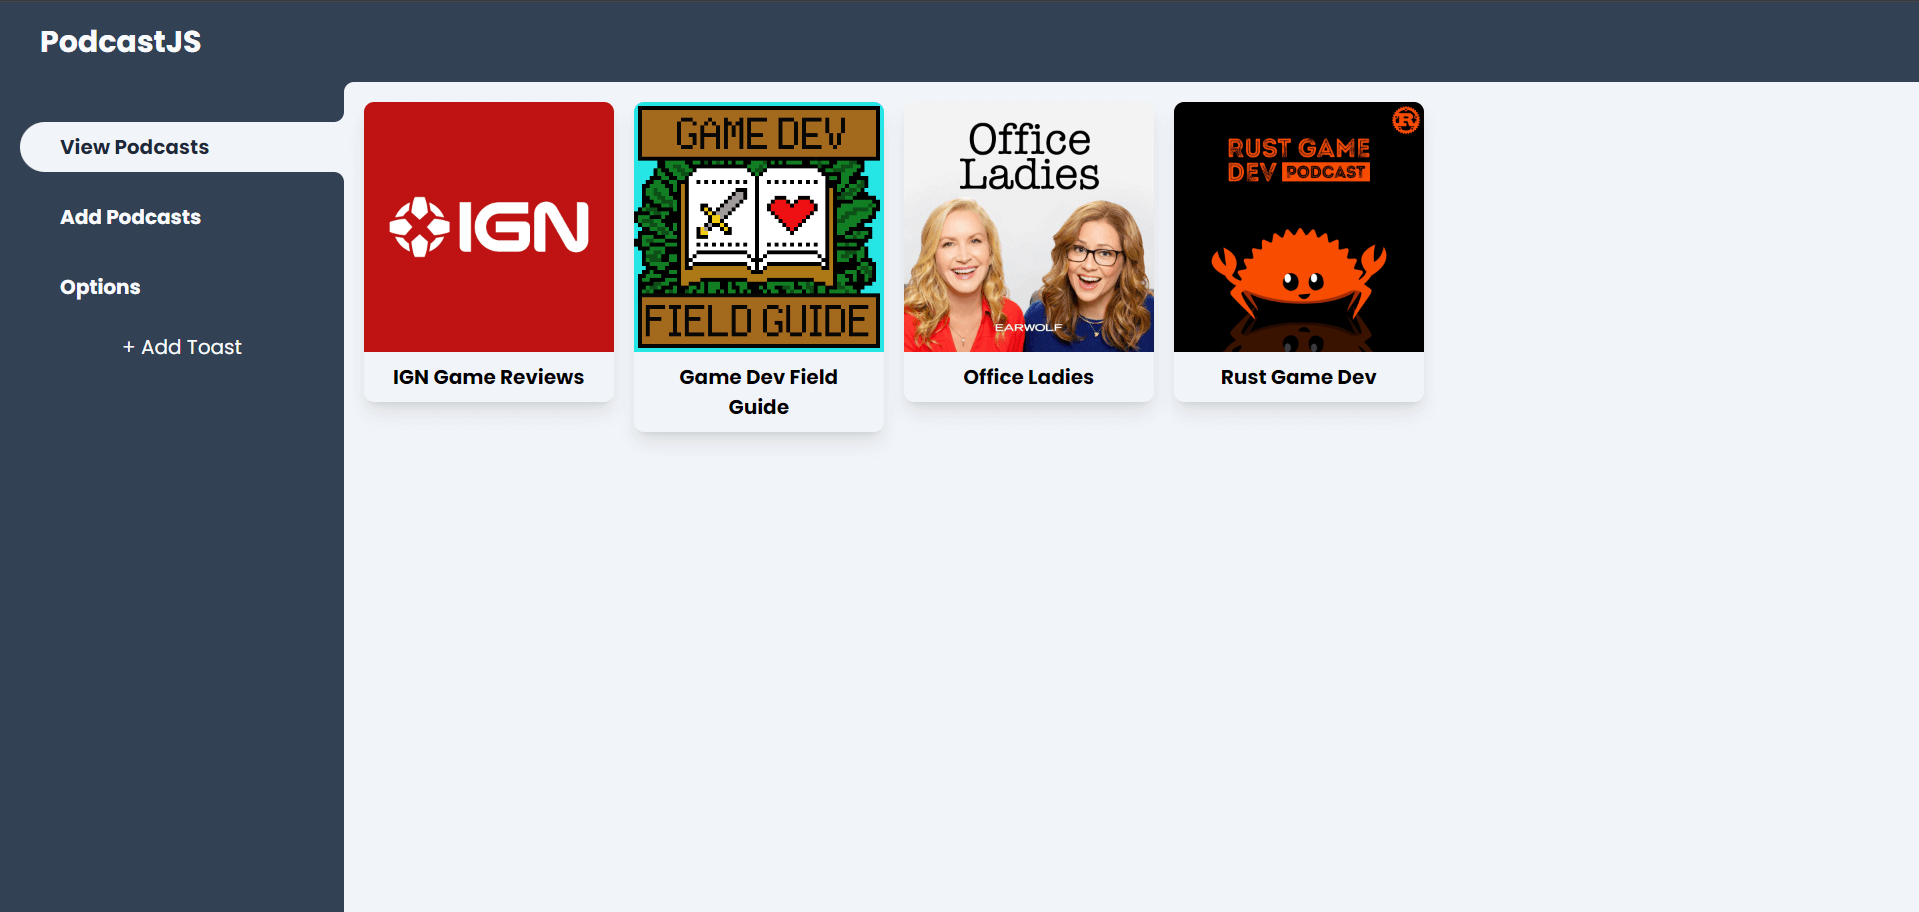 PodcastJS
View Podcasts
Add Podcasts
Options
+ Add Toast
IGN
IGN Game Reviews
GAME DEV
FIELD GUIDE
Game Dev Field
Guide
Office
Ladies
EARWOLF
Office Ladies
R
RUST GAME
DEV PODCAST
Rust Game Dev